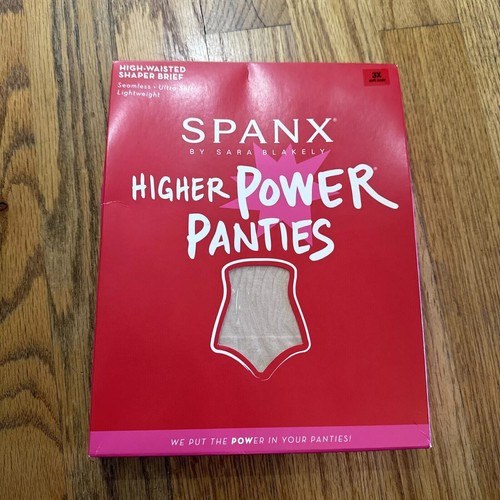 HIGH-WAISTED
SHAPER BRIEF
Seamless • Ultra
Lightweight
3X
SPANX®
BY SARA BLAKELY
HIGHER POWER®
PANTIES
WE PUT THE POWER IN YOUR PANTIES!